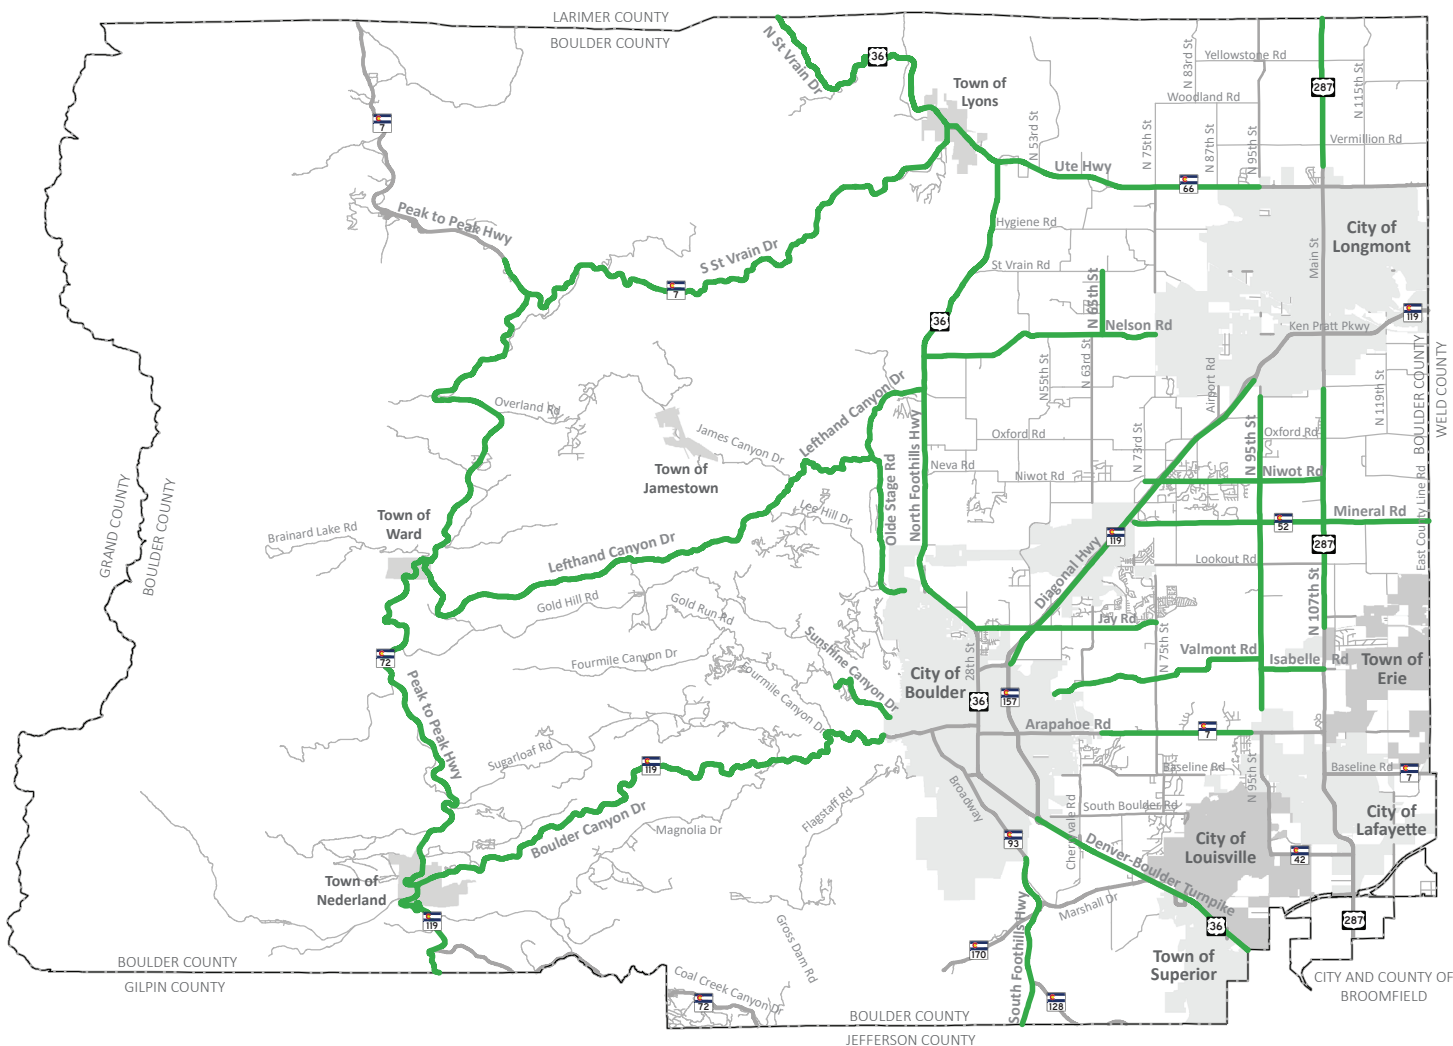 LARIMER COUNTY
BOULDER COUNTY
N St Vrain Dr
36
Town of
Lyons
N 53rd St
N 83rd St
Yellowstone Rd
Woodland Rd
287
N 115th St
Vermillion Rd
N 75th St
N 87th St
N 95th St
7
Ute Hwy
66
Peak to Peak Hwy
Hygiene Rd
City of
Longmont
Main St
S St Vrain Dr
St Vrain Rd
7
N 65th St
36
Nelson Rd
Ken Pratt Pkwy
119
N 63rd St
N55th St
Airport Rd
N 119th St
BOULDER COUNTY
WELD COUNTY
Overland Rd
Lefthand Canyon Dr
North Foothills Hwy
James Canyon Dr
Oxford Rd
N 73rd St
N 95th St
Oxford Rd
Town of
Jamestown
Neva Rd
Niwot Rd
Niwot Rd
Olde Stage Rd
Lee Hill Dr
Town of
Ward
Brainard Lake Rd
GRAND COUNTY
BOULDER COUNTY
Lefthand Canyon Dr
119
52
Mineral Rd
287
East County Line Rd
Lookout Rd
Diagonal Hwy
Gold Hill Rd
Gold Run Rd
Jay Rd
N 107th St
N 75th St
Sunshine Canyon Dr
Fourmile Canyon Dr
Fourmile Canyon Dr
72
Peak to Peak Hwy
28th St
City of
Boulder
36
157
Valmont Rd
Isabelle Rd
Town of
Erie
Arapahoe Rd
7
Sugarloaf Rd
119
Baseline Rd
N 95th St
Baseline Rd
7
Broadway
Flagstaff Rd
Magnolia Dr
Boulder Canyon Dr
Cherryvale Rd
South Boulder Rd
City of
Lafayette
93
City of
Louisville
42
Denver-Boulder Turnpike
Town of
Nederland
119
Marshall Dr
South Foothills Hwy
36
287
Gross Dam Rd
170
Town of
Superior
BOULDER COUNTY
GILPIN COUNTY
Coal Creek Canyon Dr
72
128
CITY AND COUNTY OF
BROOMFIELD
BOULDER COUNTY
JEFFERSON COUNTY